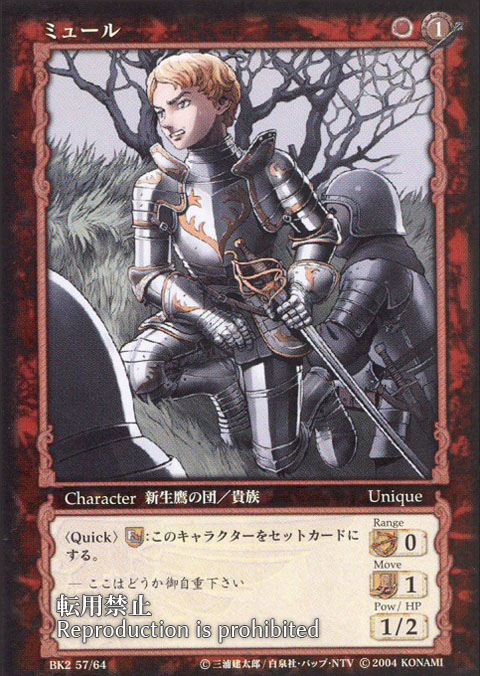 ミュール
1
Character 新生鷹の団／貴族 Unique
〈Quick〉 :このキャラクターをセットカードに
する。
― ここはどうか御自重下さい
Range
0
Move
1
Pow/ HP
1/2
転用禁止
Reproduction is prohibited
BK2 57/64
©三浦建太郎/白泉社・バップ・NTV ©2004 KONAMI